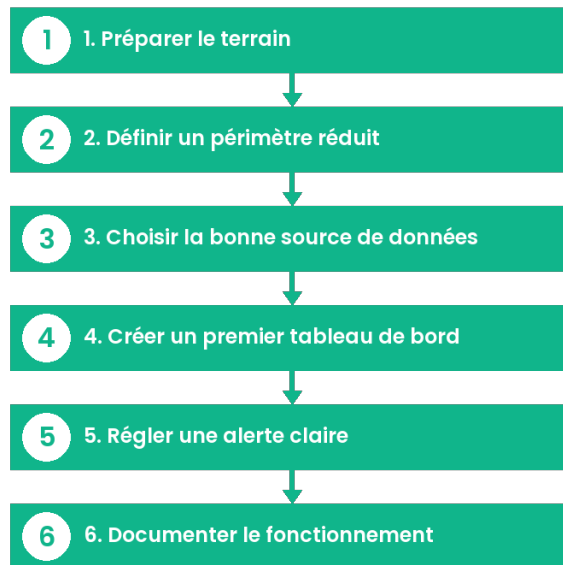 1
1. Préparer le terrain
2
2. Définir un périmètre réduit
3
3. Choisir la bonne source de données
4
4. Créer un premier tableau de bord
5
5. Régler une alerte claire
6
6. Documenter le fonctionnement